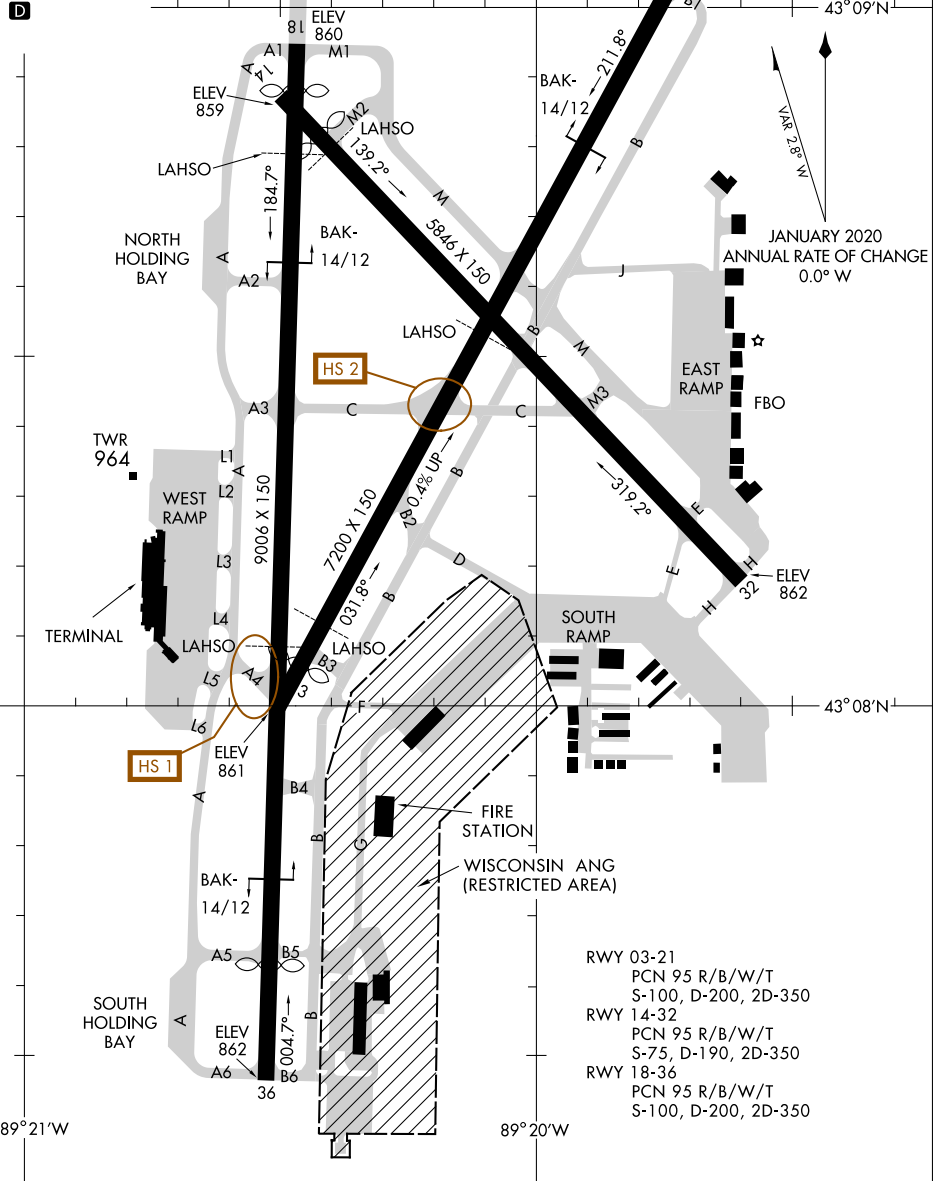 D
18
ELEV
860
43°09'N
A1
M1
A
14
211.8°
BAK-
14/12
ELEV
859
M2
LAHSO
139.2°
VAR 2.8° W
B
LAHSO
184.7°
M
NORTH
HOLDING
BAY
BAK-
14/12
5846 X 150
JANUARY 2020
ANNUAL RATE OF CHANGE
0.0° W
A
A2
J
LAHSO
B
M
HS 2
EAST
RAMP
A3
C
C
M3
FBO
TWR
964
L1
A
L2
WEST
RAMP
9006 X 150
7200 X 150
0.4% UP
B
B2
319.2°
E
L3
D
E
H
031.8°
B
32
ELEV
862
H
TERMINAL
L4
SOUTH
RAMP
LAHSO
LAHSO
A4
B3
L5
3
F
43°08'N
L6
ELEV
861
HS 1
A
B4
B
G
FIRE
STATION
WISCONSIN ANG
(RESTRICTED AREA)
BAK-
14/12
A5
B5
RWY 03-21
PCN 95 R/B/W/T
S-100, D-200, 2D-350
RWY 14-32
PCN 95 R/B/W/T
S-75, D-190, 2D-350
RWY 18-36
PCN 95 R/B/W/T
S-100, D-200, 2D-350
SOUTH
HOLDING
BAY
A
B
004.7°
ELEV
862
A6
36
B6
89°21'W
89°20'W